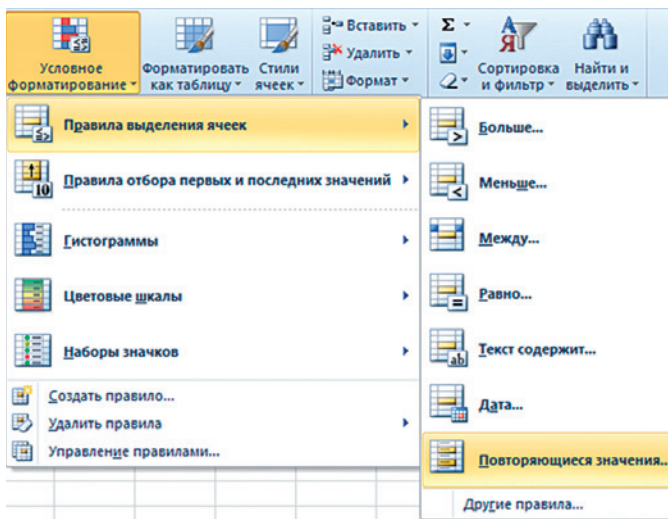 Условное форматирование
Форматировать как таблицу
Стили ячеек
Вставить
Удалить
Формат
Σ
А
Я
Сортировка и фильтр
Найти и выделить
Правила выделения ячеек
10
Правила отбора первых и последних значений
Гистограммы
Цветовые шкалы
Наборы значков
Создать правило...
Удалить правила
Управление правилами...
>
Больше...
<
Меньше...
Между...
=
Равно...
ab
Текст содержит...
Дата...
Повторяющиеся значения...
Другие правила...